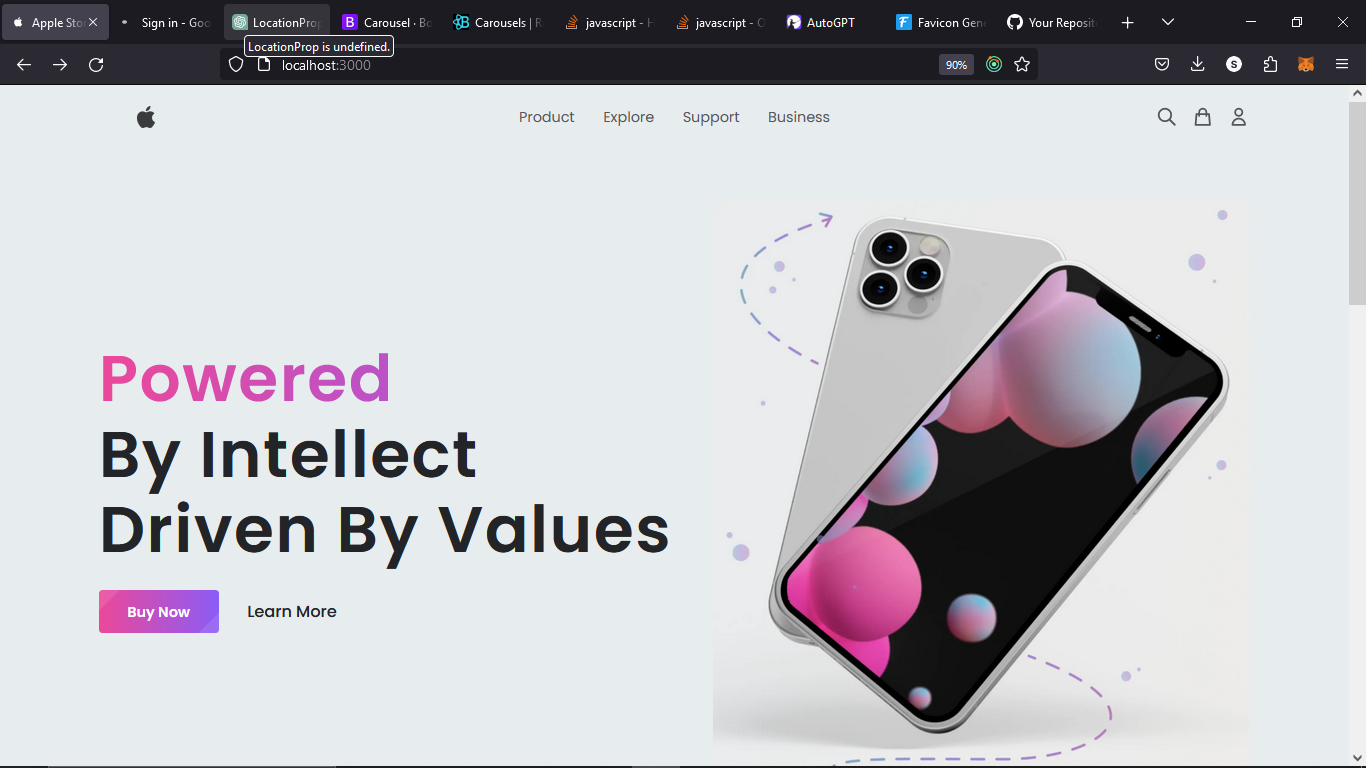 Apple Sto
Sign in - Goo
LocationProp
Carousel · Bo
Carousels | R
javascript - H
javascript - O
AutoGPT
Favicon Gene
Your Reposit
LocationProp is undefined.
localhost:3000
90%
S
Product
Explore
Support
Business
Powered
By Intellect
Driven By Values
Buy Now
Learn More